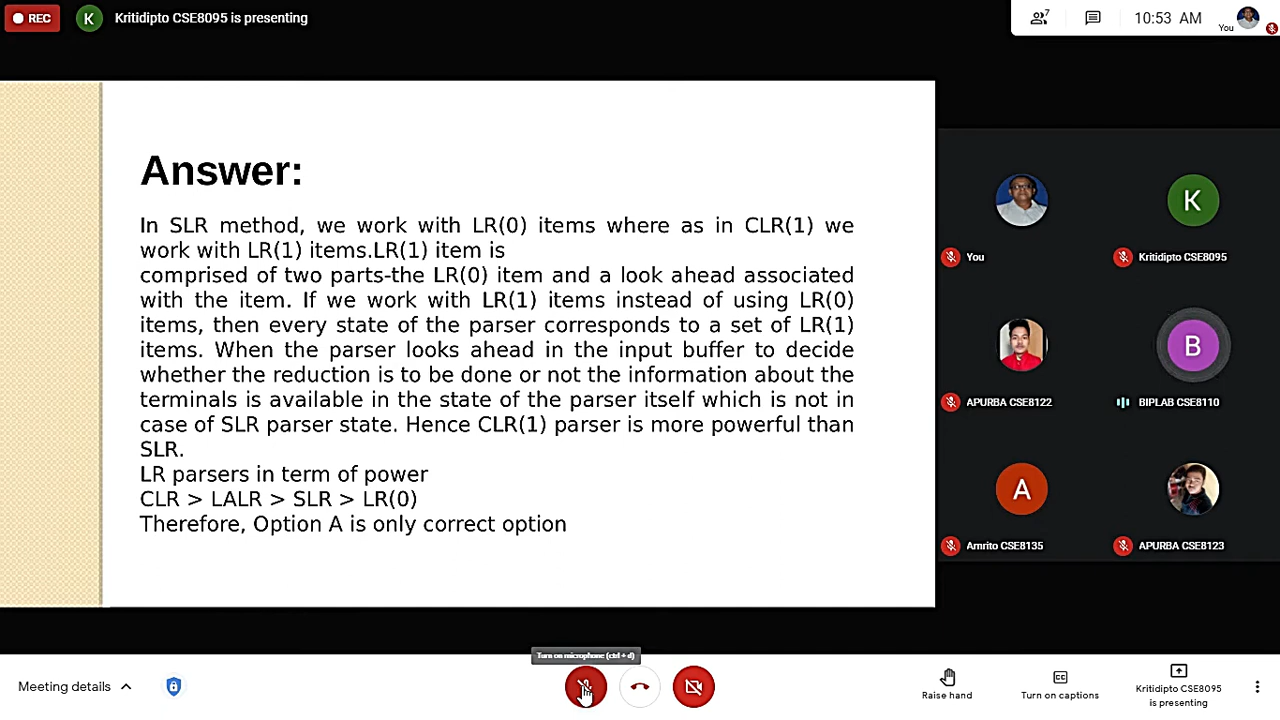 REC
K
Kritidipto CSE8095 is presenting
7
10:53 AM
You
Answer:
In SLR method, we work with LR(0) items where as in CLR(1) we
work with LR(1) items.LR(1) item is
comprised of two parts-the LR(0) item and a look ahead associated
with the item. If we work with LR(1) items instead of using LR(0)
items, then every state of the parser corresponds to a set of LR(1)
items. When the parser looks ahead in the input buffer to decide
whether the reduction is to be done or not the information about the
terminals is available in the state of the parser itself which is not in
case of SLR parser state. Hence CLR(1) parser is more powerful than
SLR.
LR parsers in term of power
CLR > LALR > SLR > LR(0)
Therefore, Option A is only correct option
K
You
Kritidipto CSE8095
B
APURBA CSE8122
BIPLAB CSE8110
A
Amrito CSE8135
APURBA CSE8123
Turn on microphone (ctrl + d)
Meeting details
Raise hand
Turn on captions
Kritidipto CSE8095
is presenting